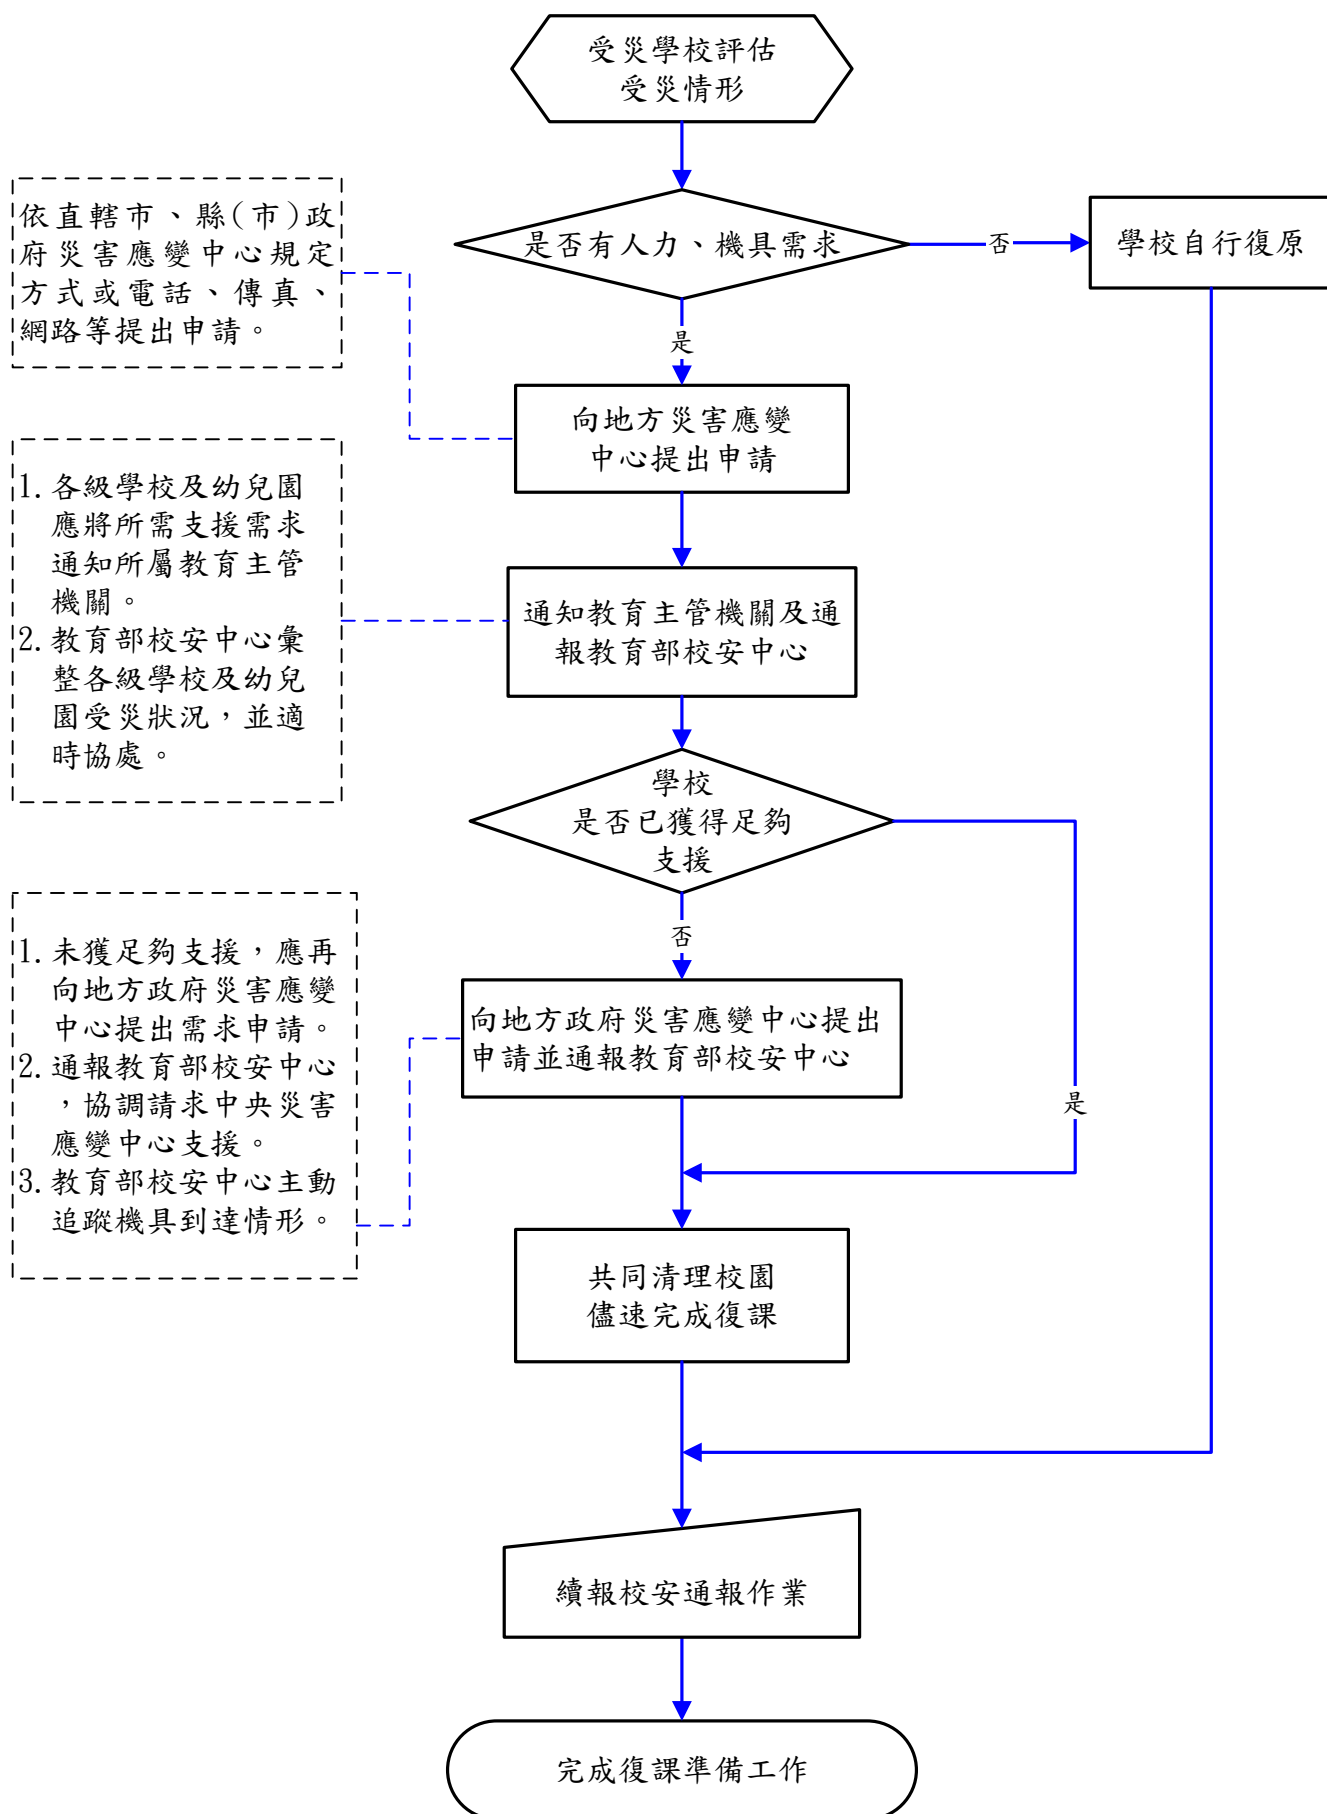 受災學校評估
受災情形
依直轄市、縣(市)政
府災害應變中心規定
方式或電話、傳真、
網路等提出申請。
是否有人力、機具需求
否
學校自行復原
是
向地方災害應變
中心提出申請
1. 各級學校及幼兒園
應將所需支援需求
通知所屬教育主管
機關。
2. 教育部校安中心彙
整各級學校及幼兒
園受災狀況，並適
時協處。
通知教育主管機關及通
報教育部校安中心
學校
是否已獲得足夠
支援
否
1. 未獲足夠支援，應再
向地方政府災害應變
中心提出需求申請。
2. 通報教育部校安中心
，協調請求中央災害
應變中心支援。
3. 教育部校安中心主動
追蹤機具到達情形。
向地方政府災害應變中心提出
申請並通報教育部校安中心
是
共同清理校園
儘速完成復課
續報校安通報作業
完成復課準備工作